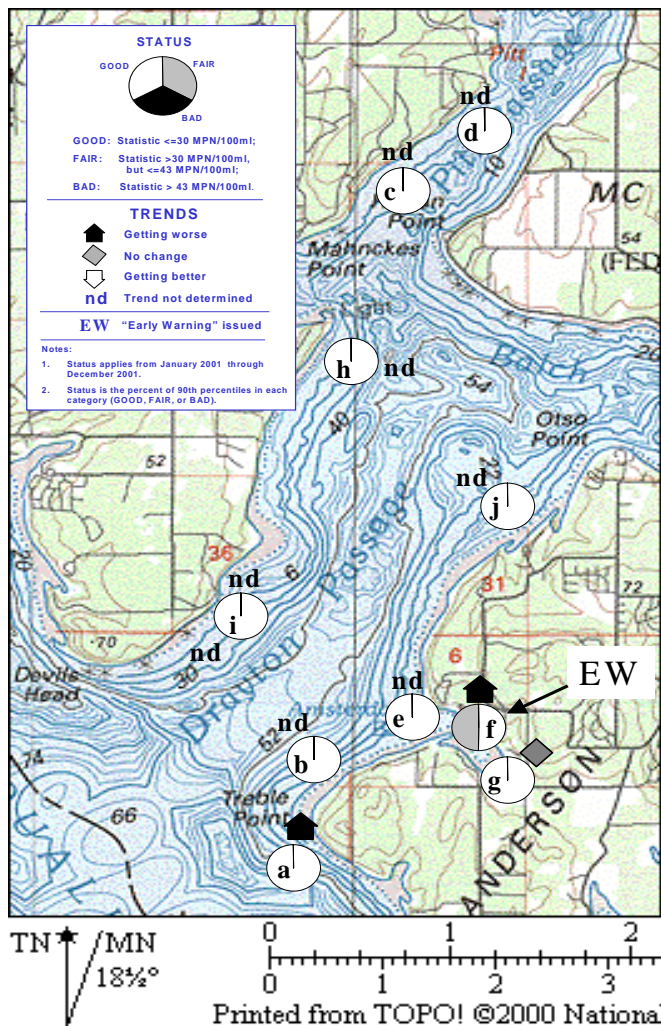 STATUS
GOOD
FAIR
BAD
GOOD: Statistic <=30 MPN/100ml;
FAIR: Statistic >30 MPN/100ml,
but <=43 MPN/100ml;
BAD: Statistic > 43 MPN/100ml.
TRENDS
Getting worse
No change
Getting better
nd Trend not determined
EW "Early Warning" issued
Notes:
1. Status applies from January 2001 through
December 2001.
2. Status is the percent of 90th percentiles in each
category (GOOD, FAIR, or BAD).
Pitt
Passage
nd
d
10
nd
c
Point
MC
54
(FED
Mahnckes
Point
Light
h
nd
54
20
40
Otso
Point
52
nd
j
36
Drayton Passage
6
31
72
nd
i
nd
70
30
Devils
Head
6
EW
nd
e
f
nd
62
b
g
74
Treble
Point
66
ANDERSON
a
TN
MN
18½°
0 1 2
0 1 2 3
Printed from TOPO! ©2000 National